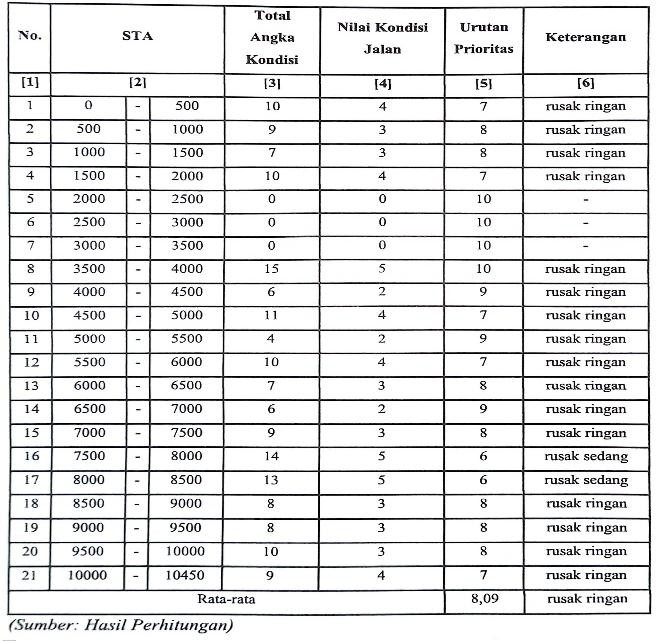 No. STA Total Angka Kondisi Nilai Kondisi Jalan Urutan Prioritas Keterangan
[1] [2] [3] [4] [5] [6]
1 0 - 500 10 4 7 rusak ringan
2 500 - 1000 9 3 8 rusak ringan
3 1000 - 1500 7 3 8 rusak ringan
4 1500 - 2000 10 4 7 rusak ringan
5 2000 - 2500 0 0 10 -
6 2500 - 3000 0 0 10 -
7 3000 - 3500 0 0 10 -
8 3500 - 4000 15 5 10 rusak ringan
9 4000 - 4500 6 2 9 rusak ringan
10 4500 - 5000 11 4 7 rusak ringan
11 5000 - 5500 4 2 9 rusak ringan
12 5500 - 6000 10 4 7 rusak ringan
13 6000 - 6500 7 3 8 rusak ringan
14 6500 - 7000 6 2 9 rusak ringan
15 7000 - 7500 9 3 8 rusak ringan
16 7500 - 8000 14 5 6 rusak sedang
17 8000 - 8500 13 5 6 rusak sedang
18 8500 - 9000 8 3 8 rusak ringan
19 9000 - 9500 8 3 8 rusak ringan
20 9500 - 10000 10 3 8 rusak ringan
21 10000 - 10450 9 4 7 rusak ringan
Rata-rata 8,09 rusak ringan
(Sumber: Hasil Perhitungan)